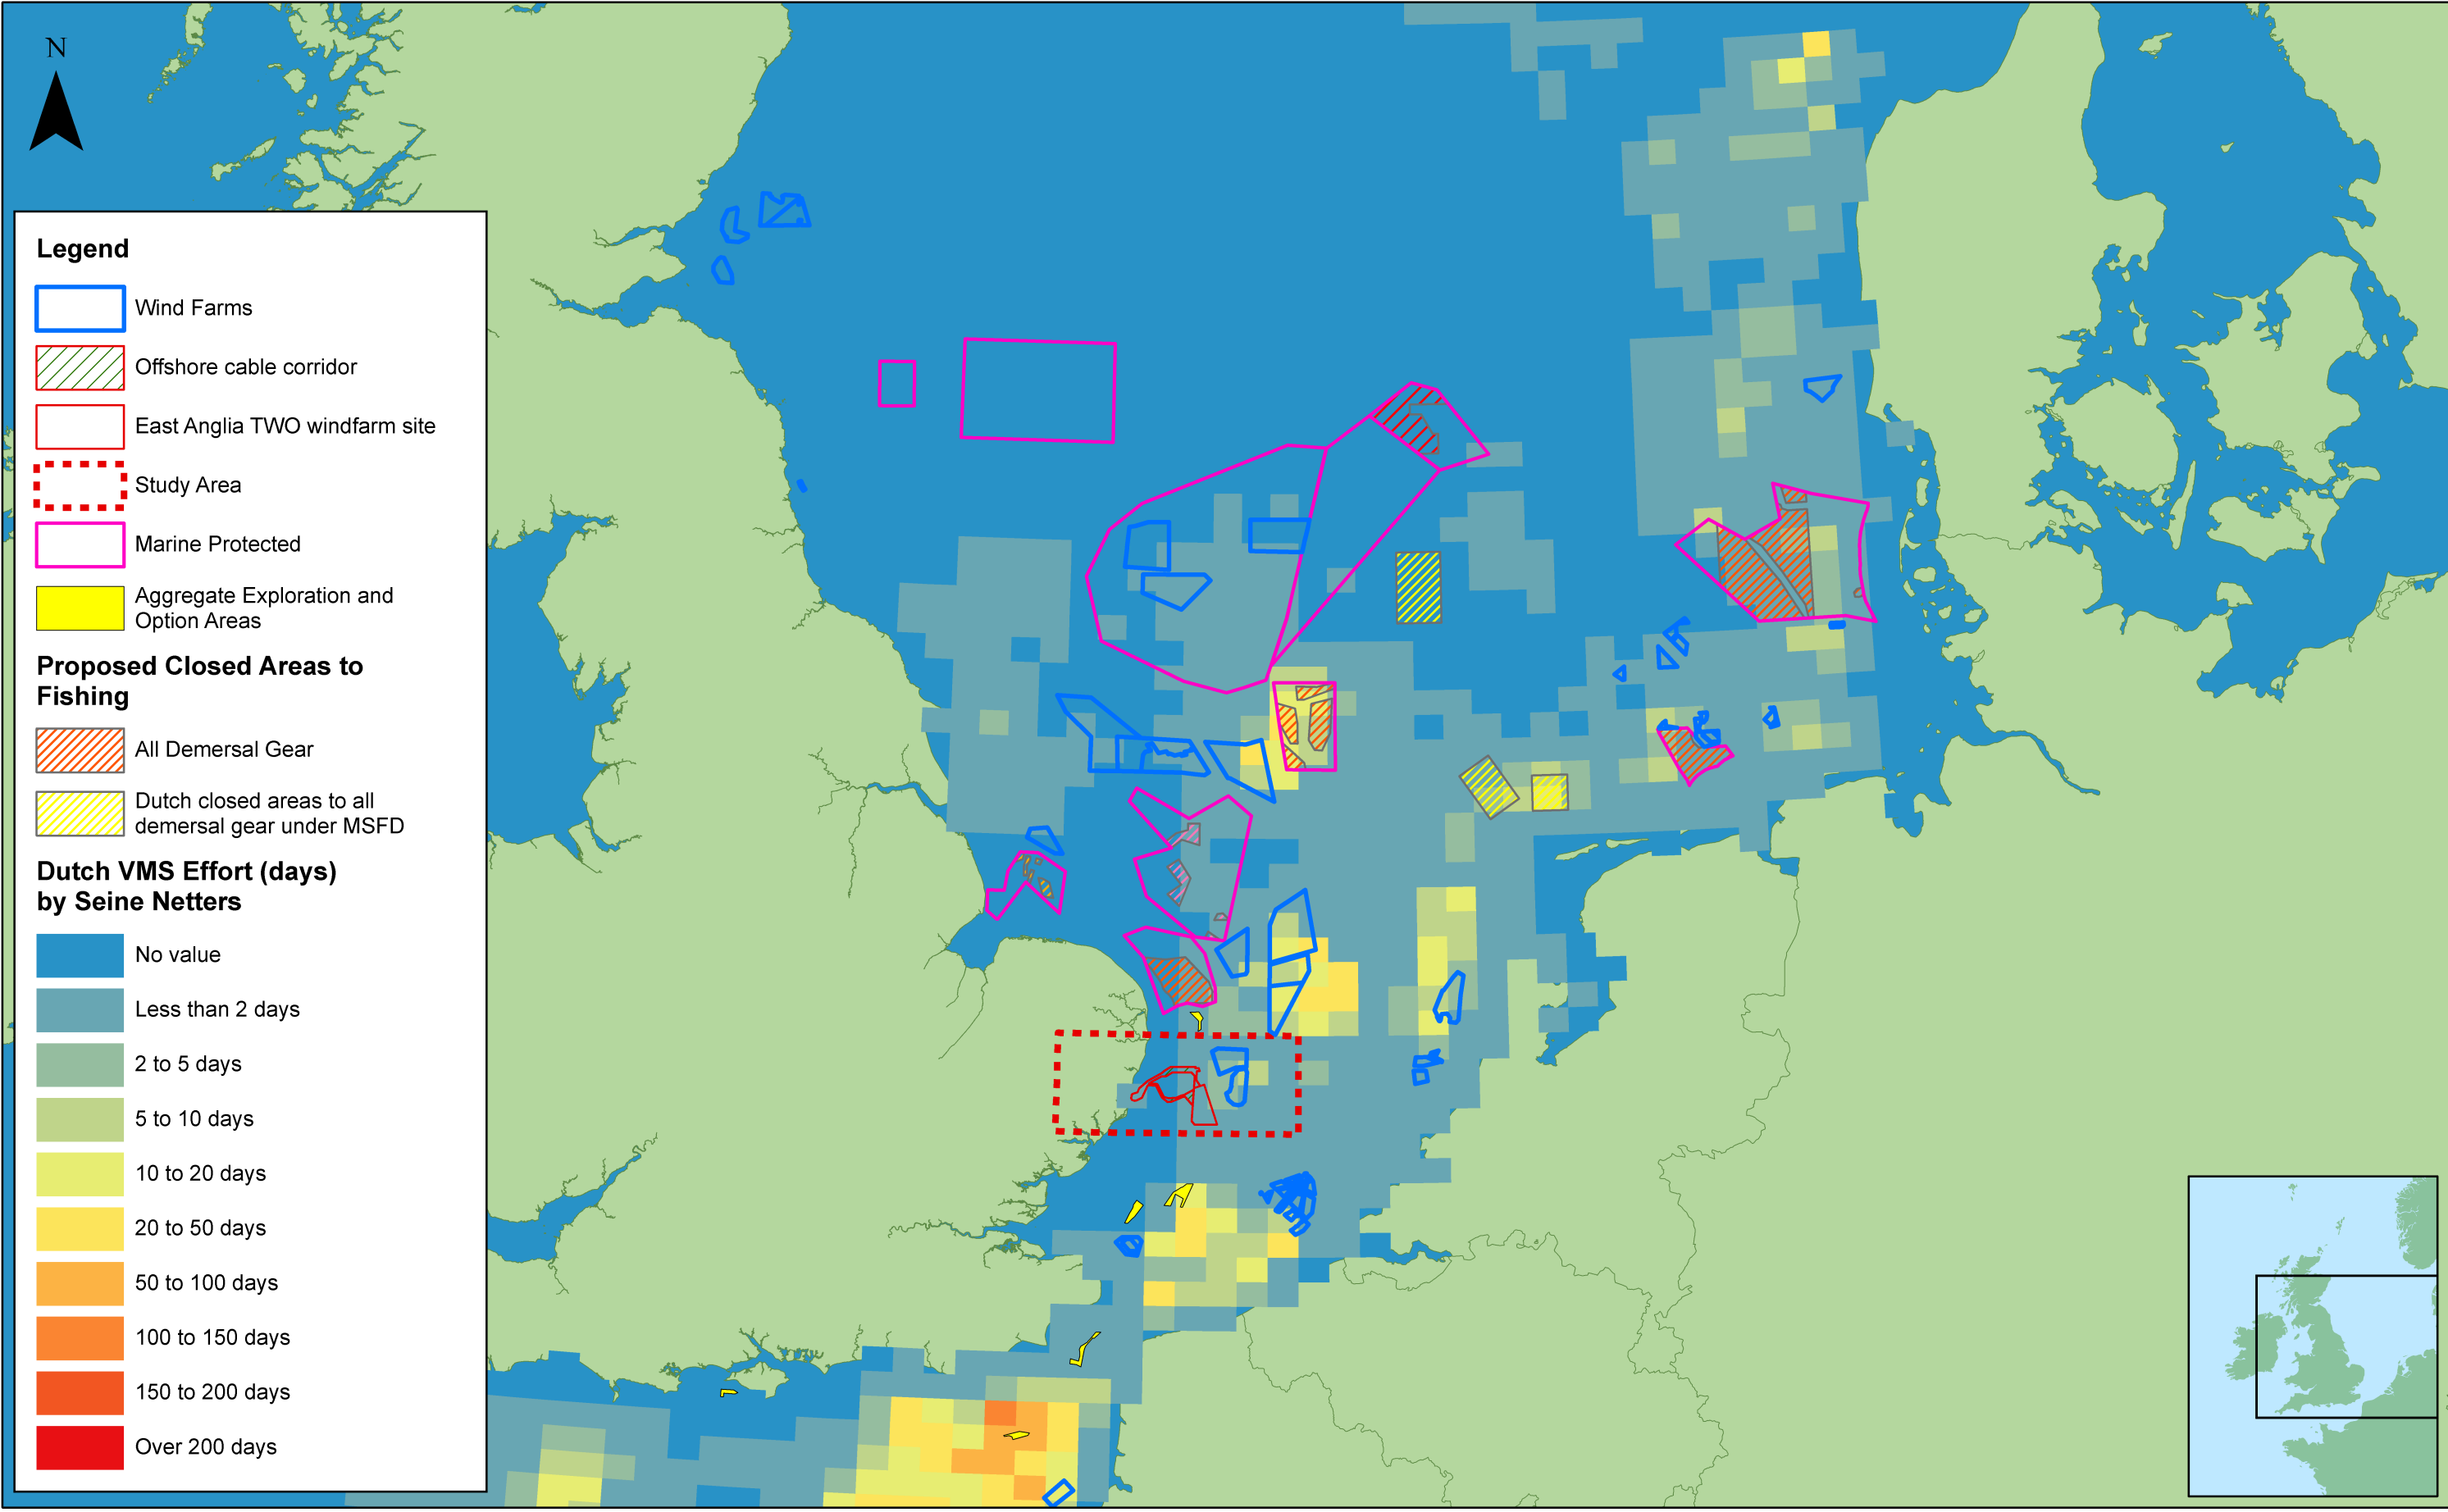 N
Legend
Wind Farms
Offshore cable corridor
East Anglia TWO windfarm site
Study Area
Marine Protected
Aggregate Exploration and
Option Areas
Proposed Closed Areas to
Fishing
All Demersal Gear
Dutch closed areas to all
demersal gear under MSFD
Dutch VMS Effort (days)
by Seine Netters
No value
Less than 2 days
2 to 5 days
5 to 10 days
10 to 20 days
20 to 50 days
50 to 100 days
100 to 150 days
150 to 200 days
Over 200 days